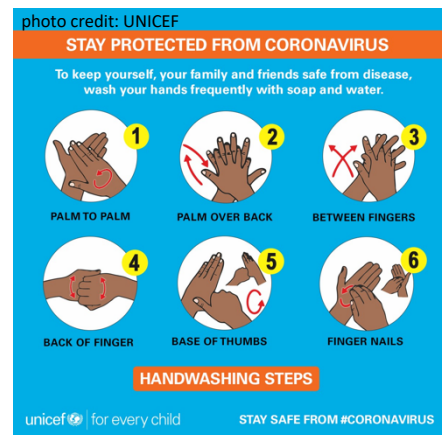 photo credit: UNICEF
STAY PROTECTED FROM CORONAVIRUS
To keep yourself, your family and friends safe from disease,
wash your hands frequently with soap and water.
1
2
3
PALM TO PALM
PALM OVER BACK
BETWEEN FINGERS
4
5
6
BACK OF FINGER
BASE OF THUMBS
FINGER NAILS
HANDWASHING STEPS
unicef for every child
STAY SAFE FROM #CORONAVIRUS